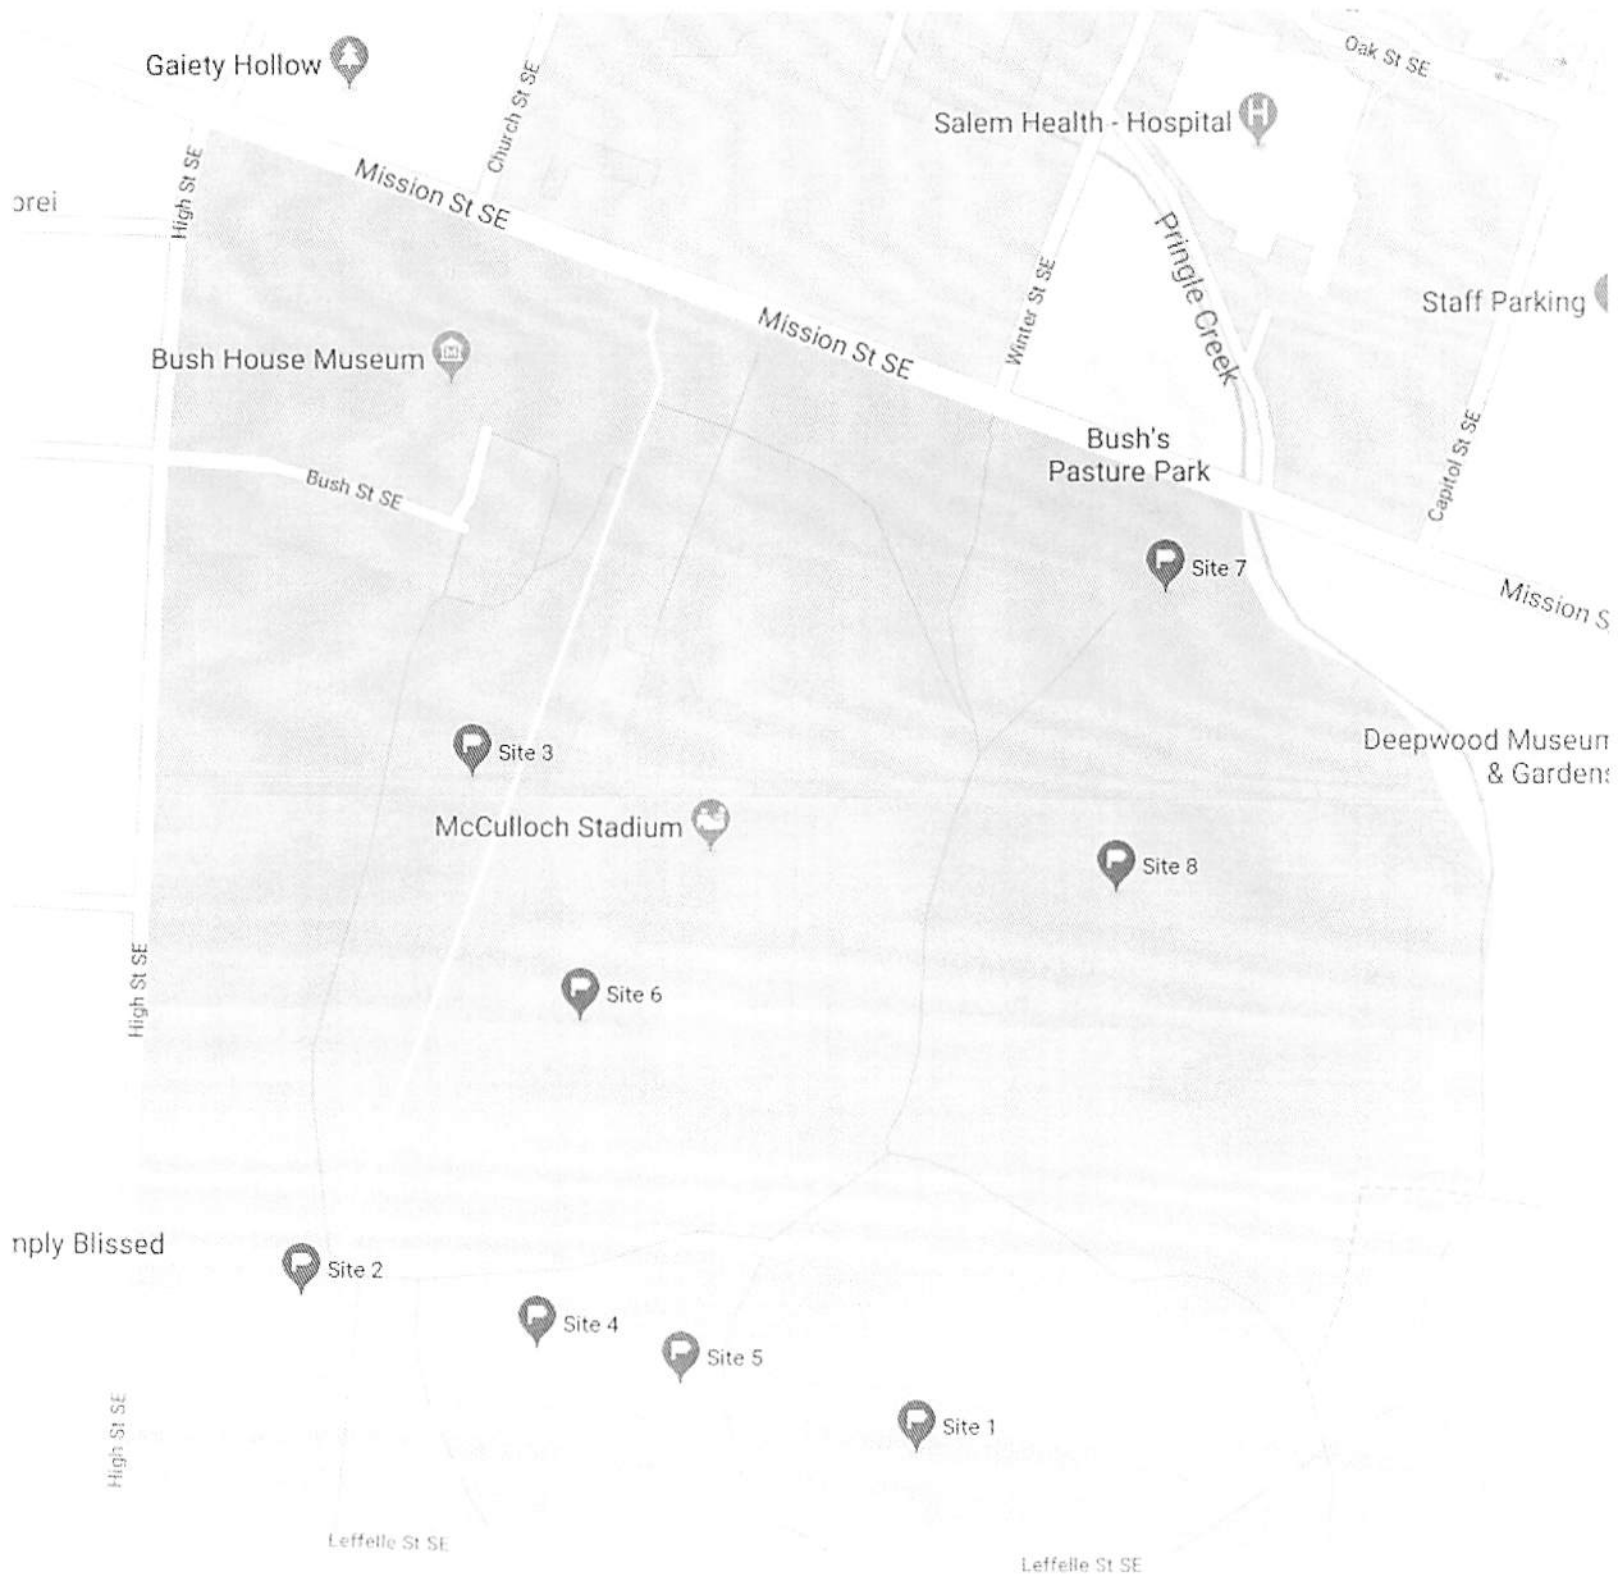 Oak St SE
Gaiety Hollow
Church St SE
Salem Health - Hospital
H
High St SE
Mission St SE
Pringle Creek
Winter St SE
Staff Parking
Mission St SE
Bush House Museum
M
Bush's
Pasture Park
Capitol St SE
Bush St SE
Site 7
Mission S
Site 3
Deepwood Museum
& Gardens
McCulloch Stadium
Site 8
High St SE
Site 6
nply Blissed
Site 2
Site 4
Site 5
High St SE
Site 1
Leffelle St SE
Leffelle St SE